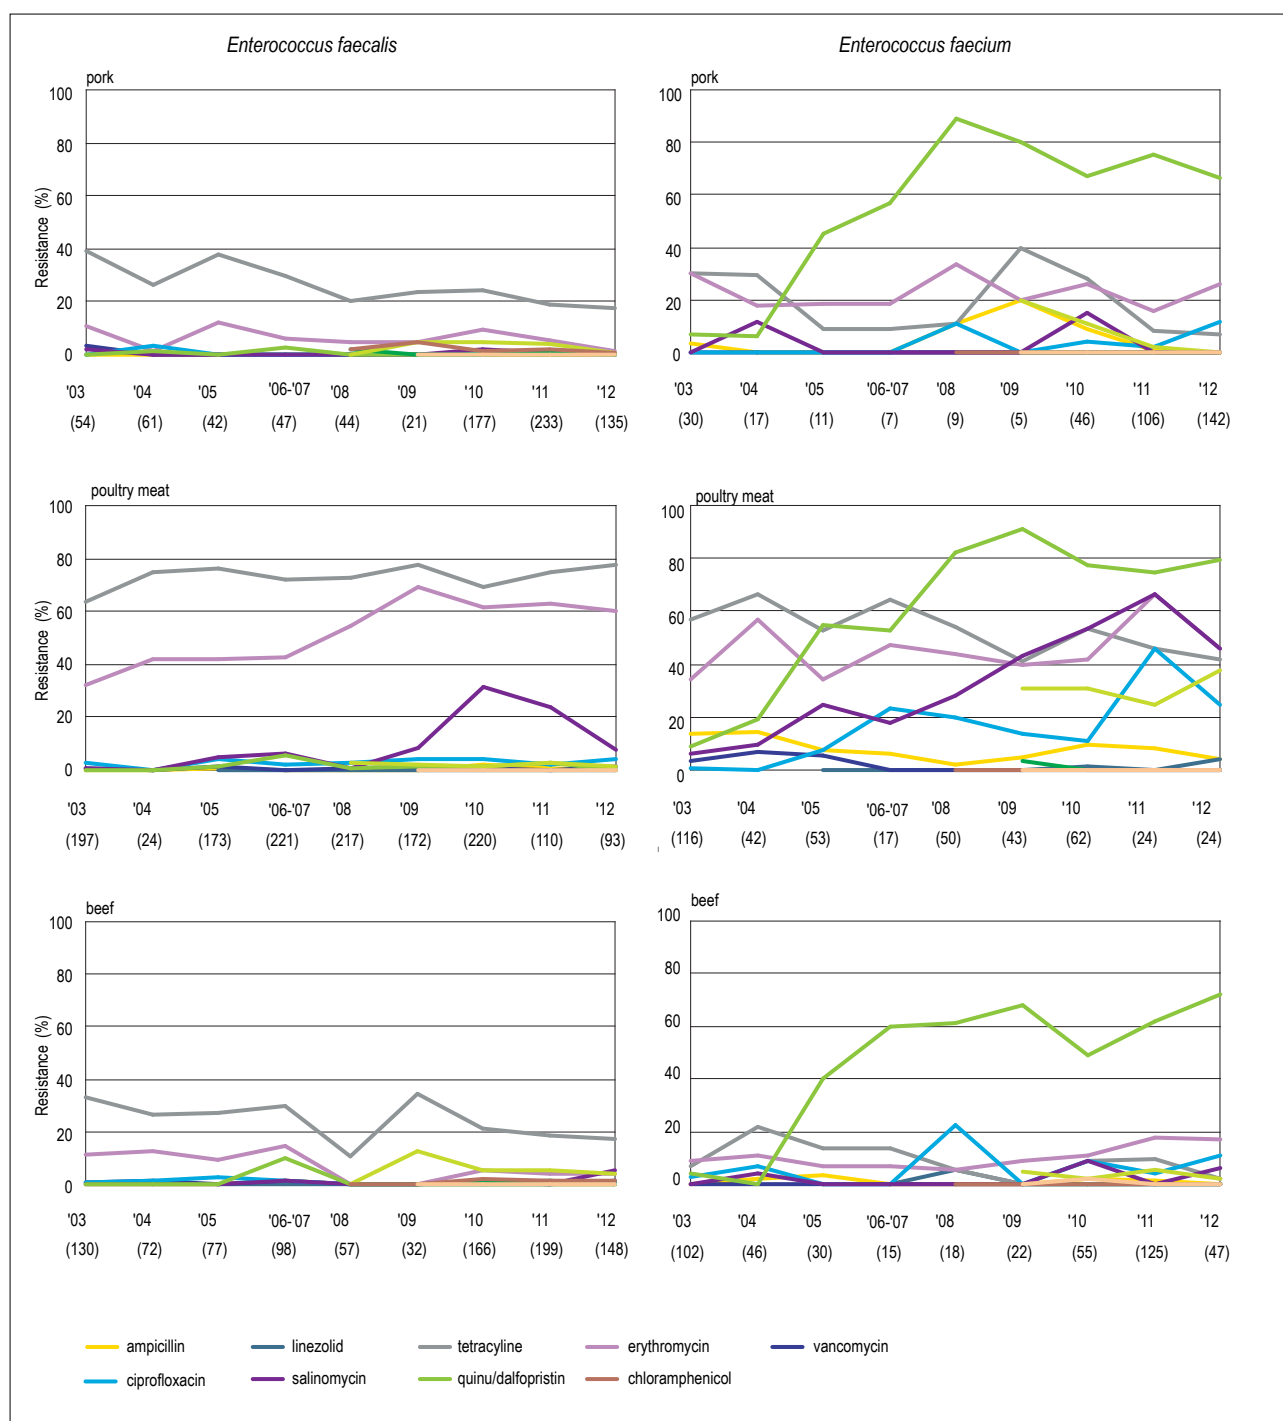 Enterococcus faecalis
Enterococcus faecium
pork
100
80
60
40
20
0
Resistance (%)
'03 '04 '05 '06-'07 '08 '09 '10 '11 '12
(54) (61) (42) (47) (44) (21) (177) (233) (135)
pork
100
80
60
40
20
0
'03 '04 '05 '06-'07 '08 '09 '10 '11 '12
(30) (17) (11) (7) (9) (5) (46) (106) (142)
poultry meat
100
80
60
40
20
0
Resistance (%)
'03 '04 '05 '06-'07 '08 '09 '10 '11 '12
(197) (24) (173) (221) (217) (172) (220) (110) (93)
poultry meat
100
80
60
40
20
0
'03 '04 '05 '06-'07 '08 '09 '10 '11 '12
(116) (42) (53) (17) (50) (43) (62) (24) (24)
beef
100
80
60
40
20
0
Resistance (%)
'03 '04 '05 '06-'07 '08 '09 '10 '11 '12
(130) (72) (77) (98) (57) (32) (166) (199) (148)
beef
100
80
60
40
20
0
'03 '04 '05 '06-'07 '08 '09 '10 '11 '12
(102) (46) (30) (15) (18) (22) (55) (125) (47)
ampicillin linezolid tetracyline erythromycin vancomycin
ciprofloxacin salinomycin quinu/dalfopristin chloramphenicol